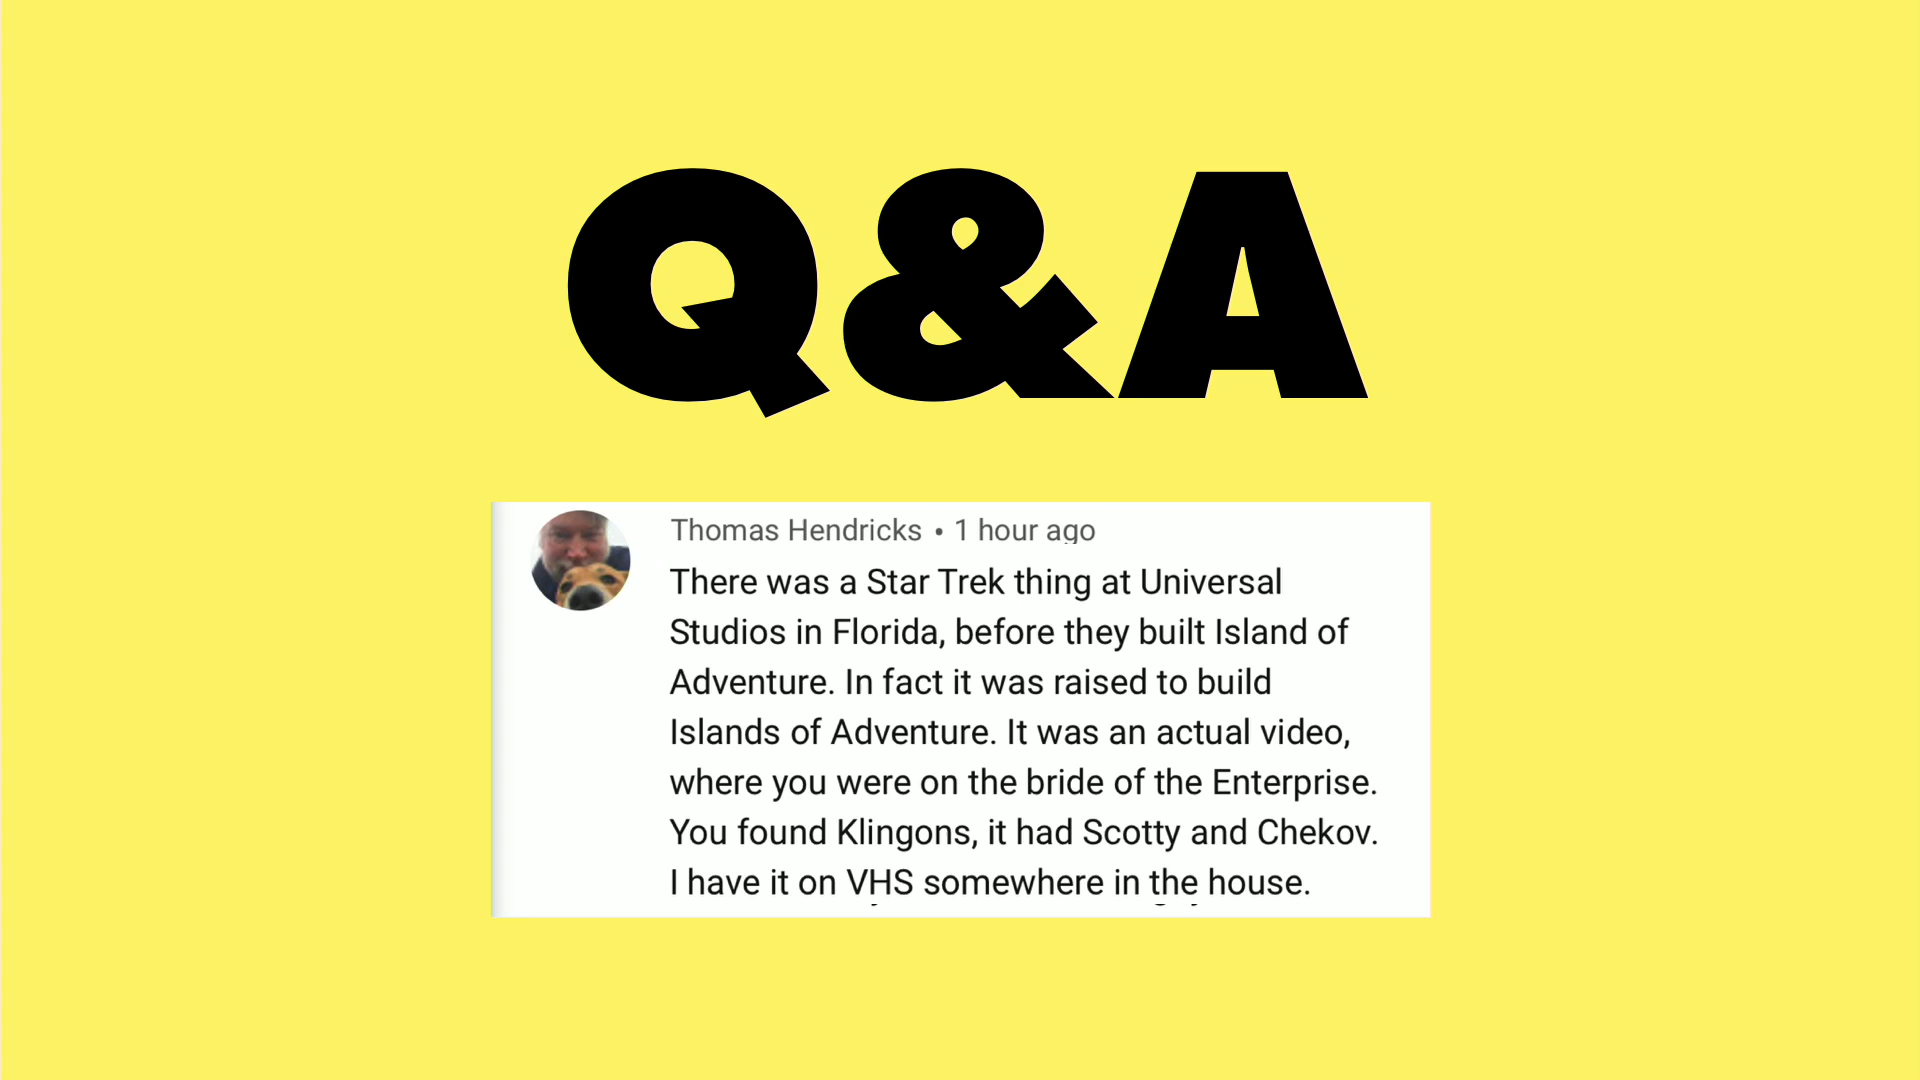 Q&A
Thomas Hendricks • 1 hour ago
There was a Star Trek thing at Universal
Studios in Florida, before they built Island of
Adventure. In fact it was raised to build
Islands of Adventure. It was an actual video,
where you were on the bride of the Enterprise.
You found Klingons, it had Scotty and Chekov.
I have it on VHS somewhere in the house.